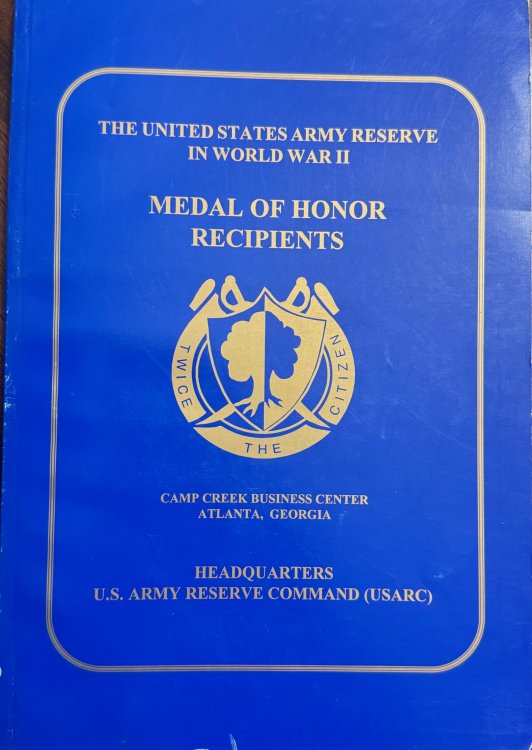 THE UNITED STATES ARMY RESERVE
IN WORLD WAR II
MEDAL OF HONOR
RECIPIENTS
TWICE THE CITIZEN
CAMP CREEK BUSINESS CENTER
ATLANTA, GEORGIA
HEADQUARTERS
U.S. ARMY RESERVE COMMAND (USARC)